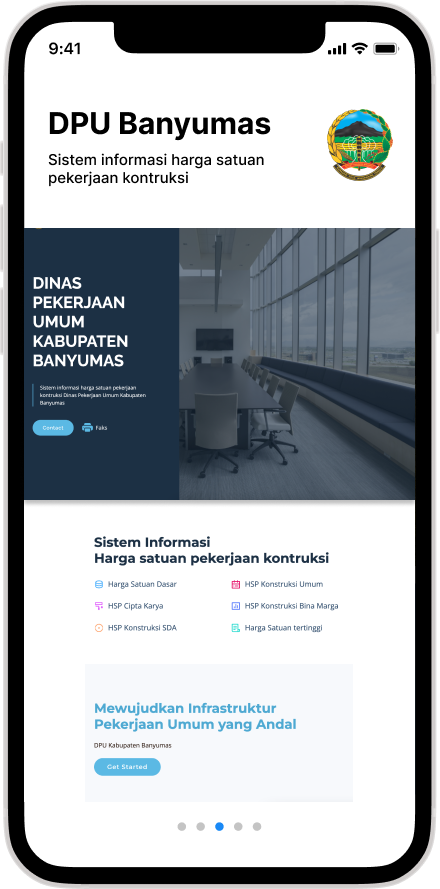 9:41
DPU Banyumas
Sistem informasi harga satuan
pekerjaan kontruksi
DINAS
PEKERJAAN
UMUM
KABUPATEN
BANYUMAS
Sistem informasi harga satuan pekerjaan
kontruksi Dinas Pekerjaan Umum Kabupaten
Banyumas
Contact
Faks
Sistem Informasi
Harga satuan pekerjaan kontruksi
Harga Satuan Dasar
HSP Konstruksi Umum
HSP Cipta Karya
HSP Konstruksi Bina Marga
HSP Konstruksi SDA
Harga Satuan tertinggi
Mewujudkan Infrastruktur
Pekerjaan Umum yang Andal
DPU Kabupaten Banyumas
Get Started